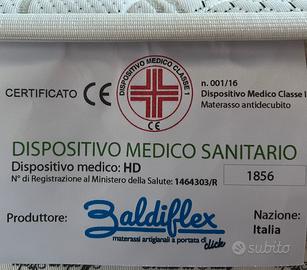 CERTIFICATO CE
DISPOSITIVO MEDICO CLASSE 1
CE
n. 001/16
Dispositivo Medico Classe I
Materasso antidecubito
DISPOSITIVO MEDICO SANITARIO
Dispositivo medico: HD
N° di Registrazione al Ministero della Salute: 1464303/R
1856
Produttore:
Baldiflex
materassi artigianali a portata di click
Nazione:
Italia
subito